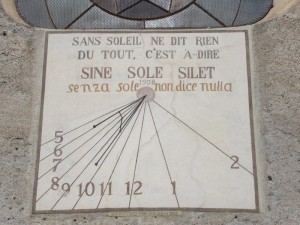 SANS SOLEIL NE DIT RIEN
DU TOUT, C'EST À-DIRE
SINE SOLE SILET
1908
senza sole non dice nulla
5
6
7
8 9 10 11 12 1 2